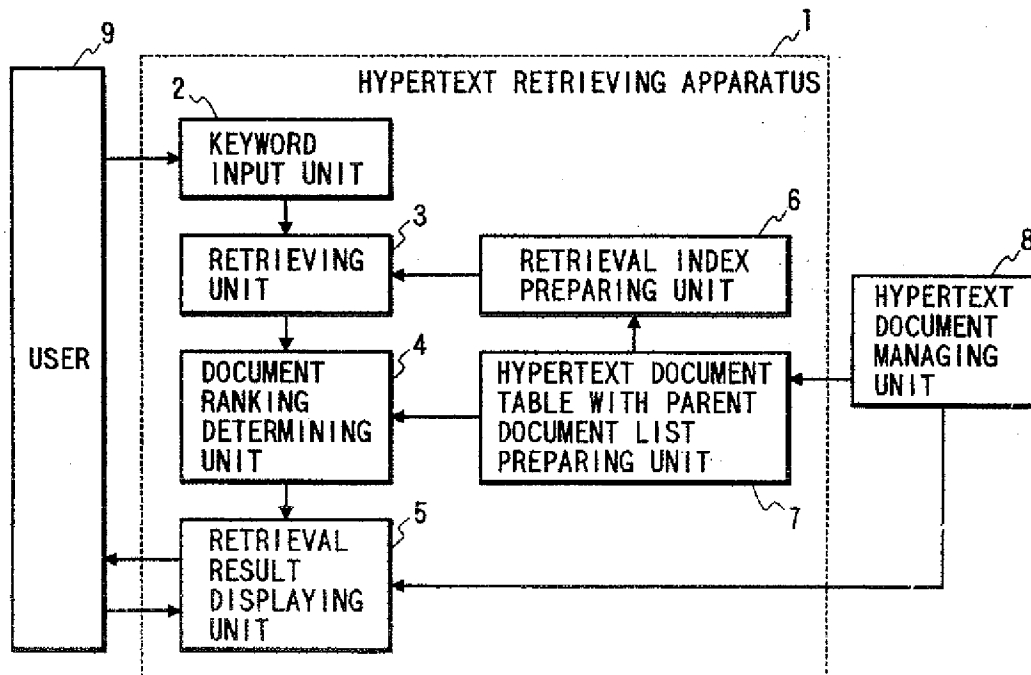 9
1
HYPERTEXT RETRIEVING APPARATUS
2
KEYWORD
INPUT UNIT
3
RETRIEVING
UNIT
6
RETRIEVAL INDEX
PREPARING UNIT
8
HYPERTEXT
DOCUMENT
MANAGING
UNIT
USER
4
DOCUMENT
RANKING
DETERMINING
UNIT
HYPERTEXT DOCUMENT
TABLE WITH PARENT
DOCUMENT LIST
PREPARING UNIT
7
5
RETRIEVAL
RESULT
DISPLAYING
UNIT